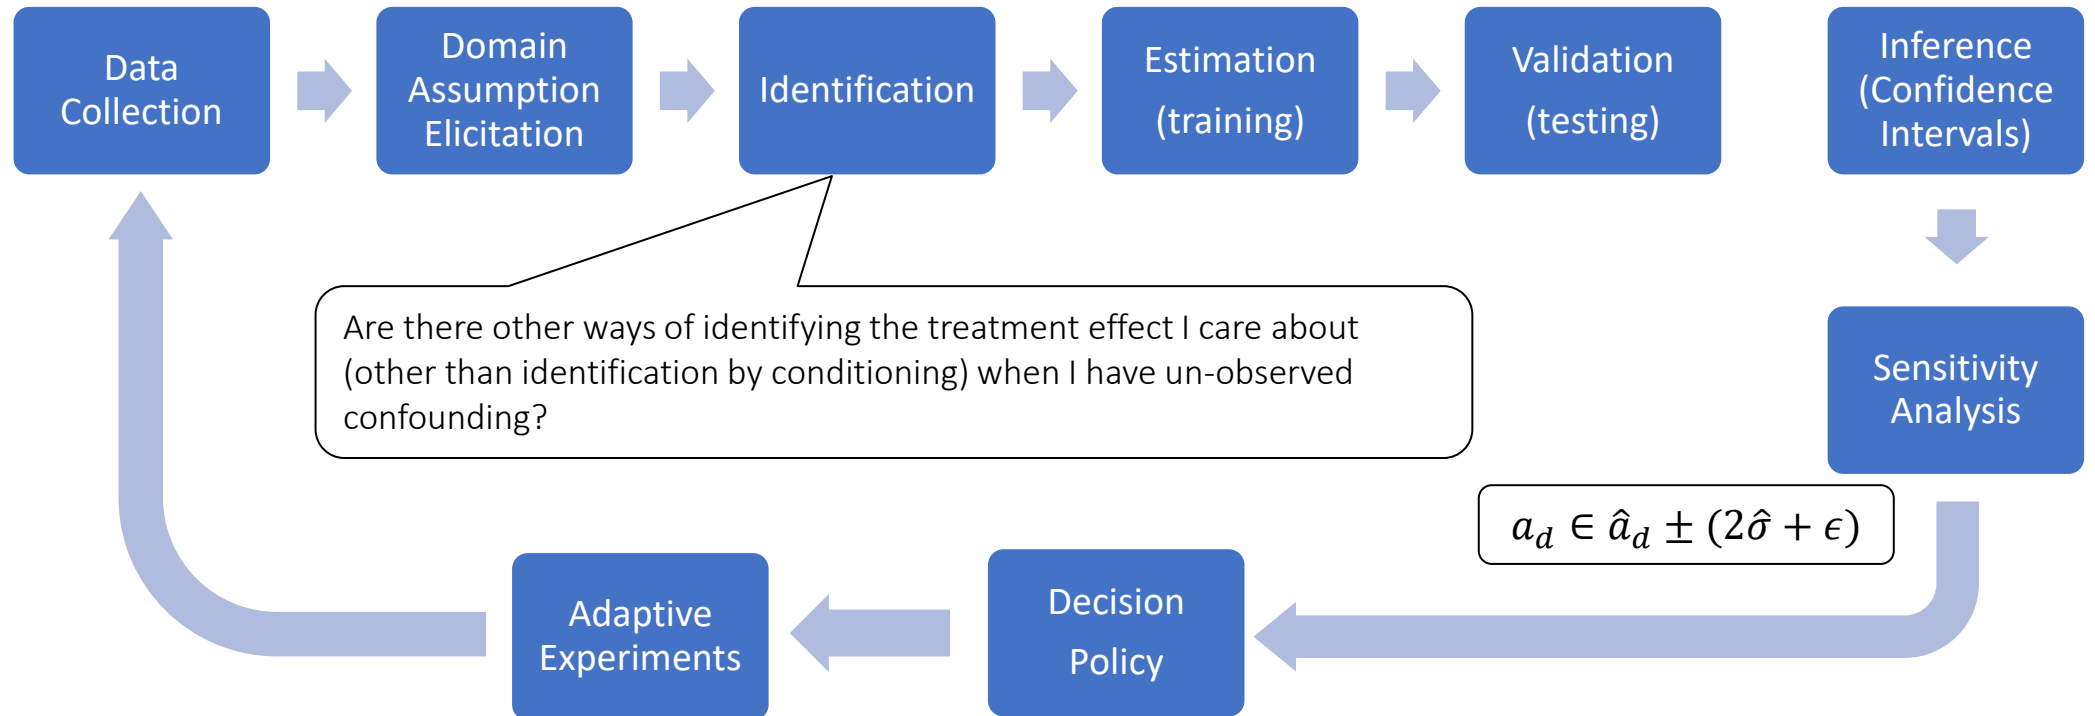 Data
Collection
Domain
Assumption
Elicitation
Identification
Estimation
(training)
Validation
(testing)
Inference
(Confidence
Intervals)
Are there other ways of identifying the treatment effect I care about
(other than identification by conditioning) when I have un-observed
confounding?
Sensitivity
Analysis
𝑎_𝑑 ∈ 𝑎̂_𝑑 ± (2𝜎̂ + 𝜖)
Decision
Policy
Adaptive
Experiments